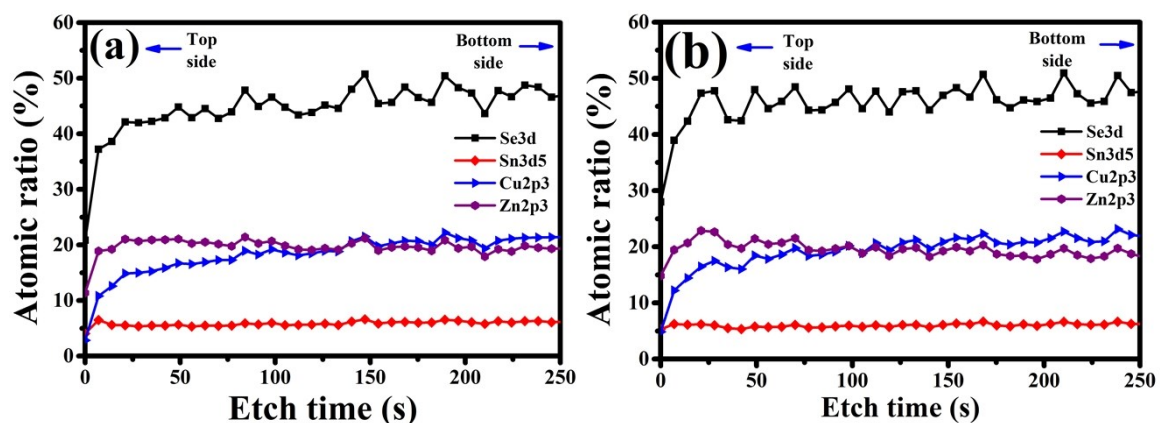 (a)
Top
side
Bottom
side
Se3d
Sn3d5
Cu2p3
Zn2p3
Atomic ratio (%)
60
50
40
30
20
10
0
0 50 100 150 200 250
Etch time (s)
(b)
Top
side
Bottom
side
Se3d
Sn3d5
Cu2p3
Zn2p3
Atomic ratio (%)
60
50
40
30
20
10
0
0 50 100 150 200 250
Etch time (s)